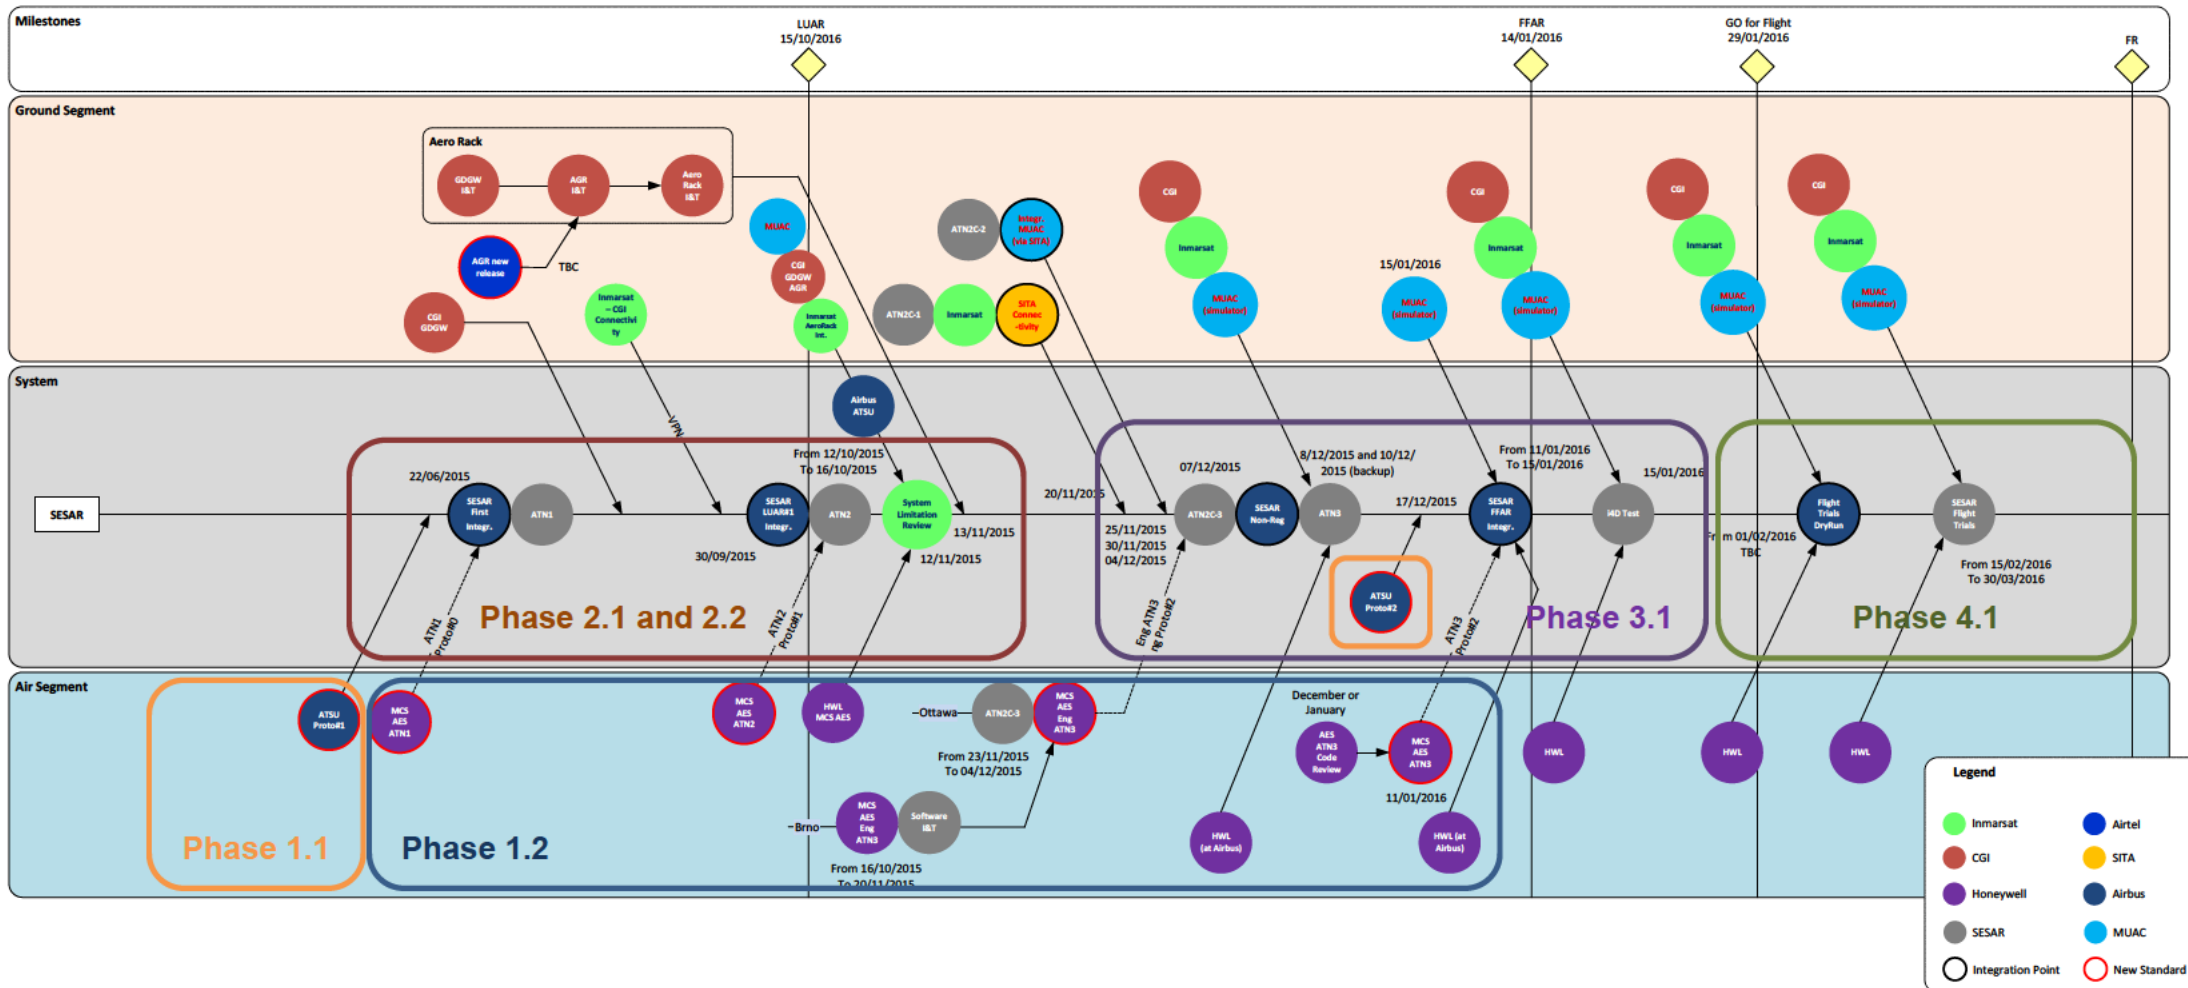 Milestones
LUAR
15/10/2016
FFAR
14/01/2016
GO for Flight
29/01/2016
FR
Ground Segment
Aero Rack
GDGW
I&T
AGR
I&T
Aero
Rack
I&T
AGR new
release
TBC
CGI
GDGW
Inmarsat
– CGI
Connectivi
ty
MUAC
CGI
GDGW
AGR
Inmarsat
AeroRack
Int.
ATN2C-2
Integr.
MUAC
(via SITA)
ATN2C-1
Inmarsat
SITA
Connec
-tivity
CGI
Inmarsat
MUAC
(simulator)
15/01/2016
MUAC
(simulator)
CGI
Inmarsat
MUAC
(simulator)
CGI
Inmarsat
MUAC
(simulator)
CGI
Inmarsat
MUAC
(simulator)
System
SESAR
22/06/2015
SESAR
First
Integr.
ATN1
VPN
30/09/2015
SESAR
LUAR#1
Integr.
ATN2
From 12/10/2015
To 16/10/2015
Airbus
ATSU
System
Limitation
Review
13/11/2015
12/11/2015
20/11/2015
25/11/2015
30/11/2015
04/12/2015
07/12/2015
ATN2C-3
SESAR
Non-Reg
ATN3
8/12/2015 and 10/12/
2015 (backup)
17/12/2015
ATSU
Proto#2
SESAR
FFAR
Integr.
From 11/01/2016
To 15/01/2016
i4D Test
15/01/2016
From 01/02/2016
TBC
Flight
Trials
DryRun
SESAR
Flight
Trials
From 15/02/2016
To 30/03/2016
ATN1
Proto#0
ATN2
Proto#1
Eng ATN3
ng Proto#2
ATN3
Proto#2
Phase 2.1 and 2.2
Phase 3.1
Phase 4.1
Air Segment
ATSU
Proto#1
MCS
AES
ATN1
MCS
AES
ATN2
HWL
MCS AES
Ottawa
ATN2C-3
MCS
AES
Eng
ATN3
From 23/11/2015
To 04/12/2015
Brno
MCS
AES
Eng
ATN3
Software
I&T
From 16/10/2015
To 20/11/2015
HWL
(at Airbus)
December or
January
AES
ATN3
Code
Review
MCS
AES
ATN3
11/01/2016
HWL (at
Airbus)
HWL
HWL
HWL
Phase 1.1
Phase 1.2
Legend
Inmarsat
Airtel
CGI
SITA
Honeywell
Airbus
SESAR
MUAC
Integration Point
New Standard